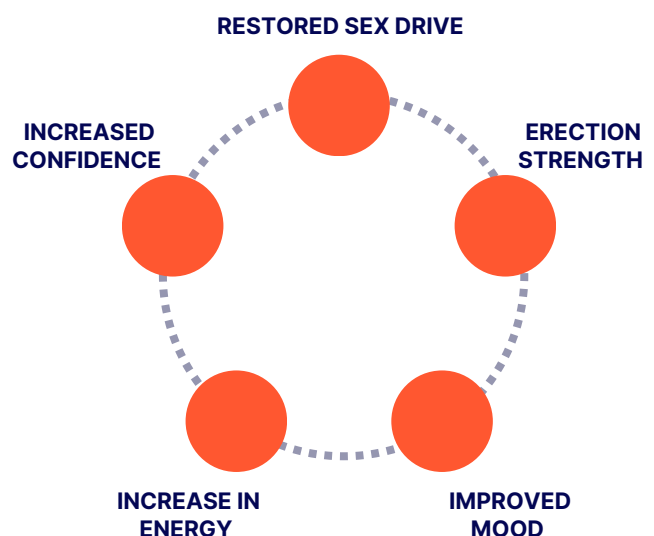 RESTORED SEX DRIVE
INCREASED
CONFIDENCE
ERECTION
STRENGTH
INCREASE IN
ENERGY
IMPROVED
MOOD